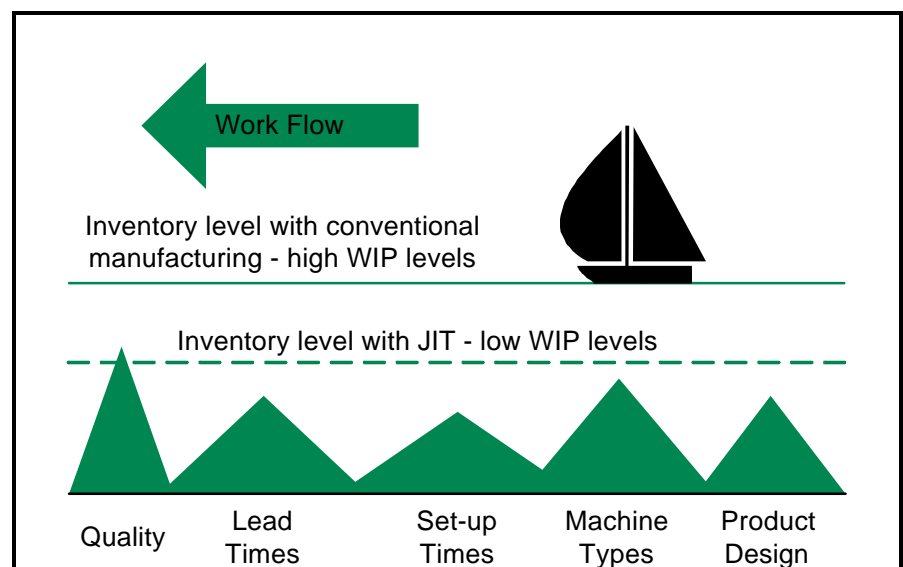 Work Flow
Inventory level with conventional
manufacturing - high WIP levels
Inventory level with JIT - low WIP levels
Quality
Lead
Times
Set-up
Times
Machine
Types
Product
Design